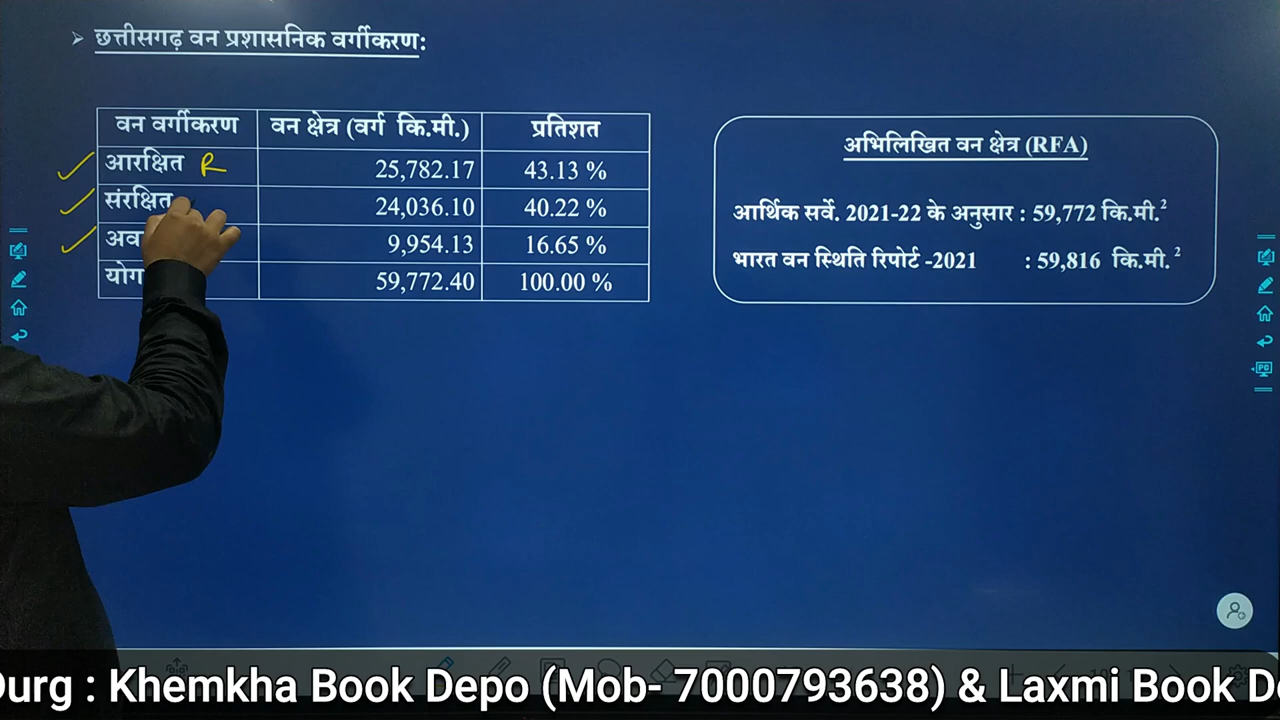 ➢ छत्तीसगढ़ वन प्रशासनिक वर्गीकरण:
वन वर्गीकरण वन क्षेत्र (वर्ग कि.मी.) प्रतिशत
आरक्षित R 25,782.17 43.13 %
संरक्षित 24,036.10 40.22 %
9,954.13 16.65 %
योग 59,772.40 100.00 %
अभिलिखित वन क्षेत्र (RFA)
आर्थिक सर्वे. 2021-22 के अनुसार : 59,772 कि.मी.²
भारत वन स्थिति रिपोर्ट -2021 : 59,816 कि.मी.²
Durg : Khemkha Book Depo (Mob- 7000793638) & Laxmi Book